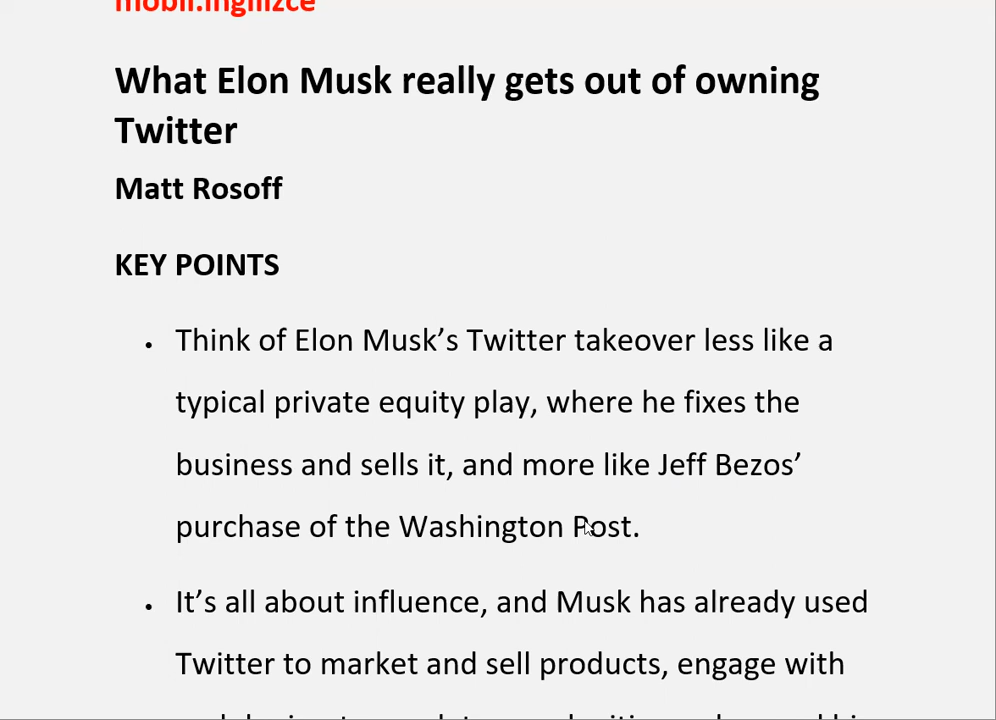 mobil.ingilizce
What Elon Musk really gets out of owning
Twitter
Matt Rosoff
KEY POINTS
• Think of Elon Musk’s Twitter takeover less like a
typical private equity play, where he fixes the
business and sells it, and more like Jeff Bezos’
purchase of the Washington Post.
• It’s all about influence, and Musk has already used
Twitter to market and sell products, engage with